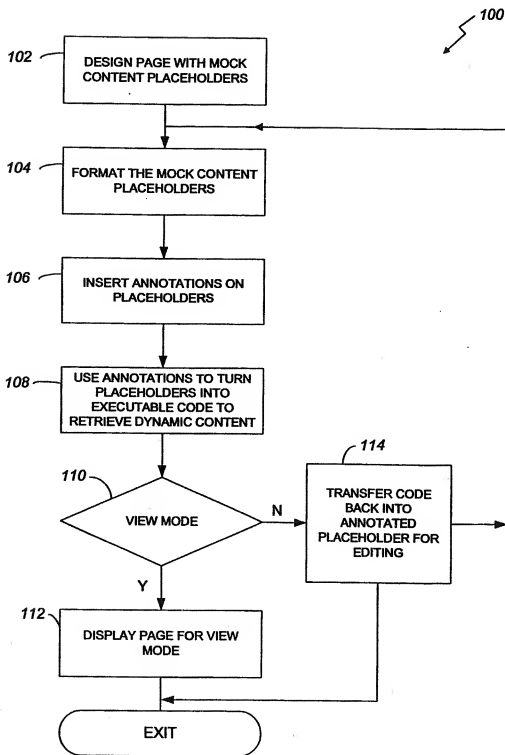 100
102
DESIGN PAGE WITH MOCK
CONTENT PLACEHOLDERS
104
FORMAT THE MOCK CONTENT
PLACEHOLDERS
106
INSERT ANNOTATIONS ON
PLACEHOLDERS
108
USE ANNOTATIONS TO TURN
PLACEHOLDERS INTO
EXECUTABLE CODE TO
RETRIEVE DYNAMIC CONTENT
110
VIEW MODE
N
Y
114
TRANSFER CODE
BACK INTO
ANNOTATED
PLACEHOLDER FOR
EDITING
112
DISPLAY PAGE FOR VIEW
MODE
EXIT